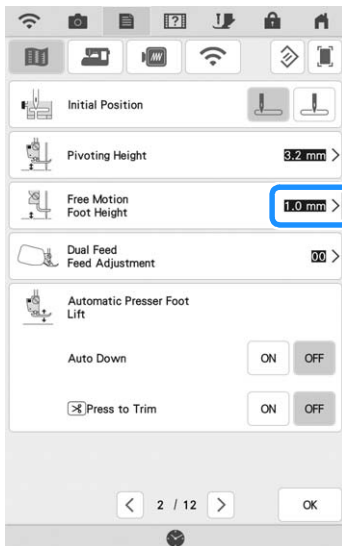 Initial Position
Pivoting Height
3.2 mm >
Free Motion
Foot Height
1.0 mm >
Dual Feed
Feed Adjustment
00 >
Automatic Presser Foot
Lift
Auto Down
ON OFF
Press to Trim
ON OFF
< 2 / 12 >
OK